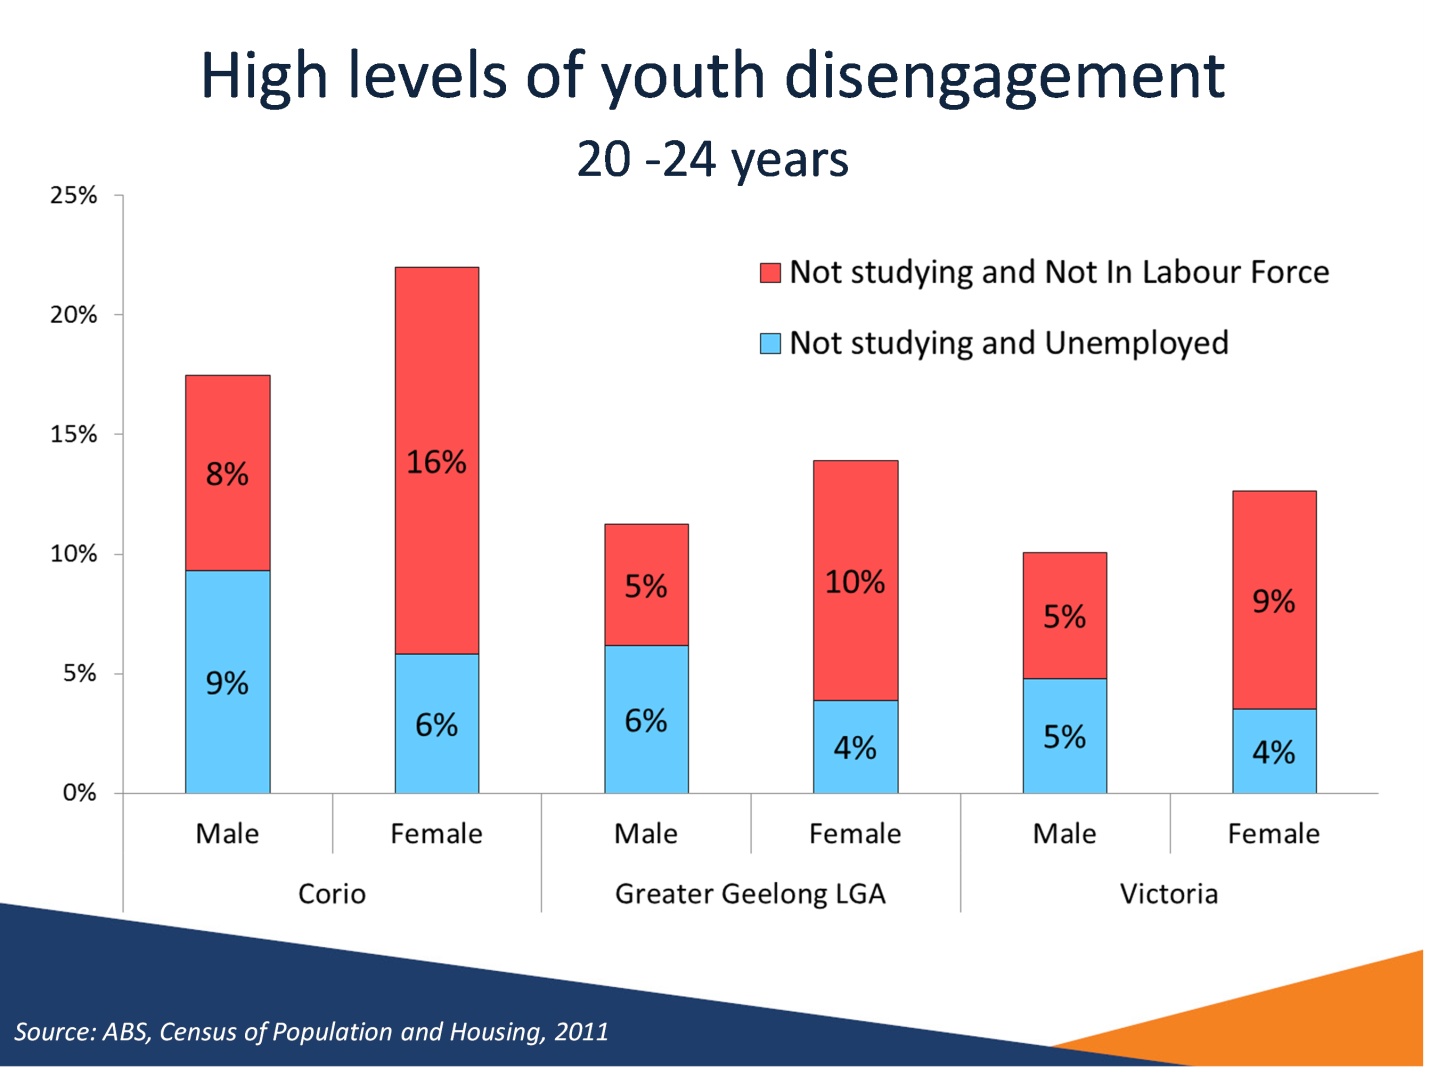 High levels of youth disengagement
20 -24 years
25%
20%
15%
10%
5%
0%
Not studying and Not In Labour Force
Not studying and Unemployed
8%
16%
5%
10%
5%
9%
9%
6%
6%
4%
5%
4%
Male
Female
Male
Female
Male
Female
Corio
Greater Geelong LGA
Victoria
Source: ABS, Census of Population and Housing, 2011